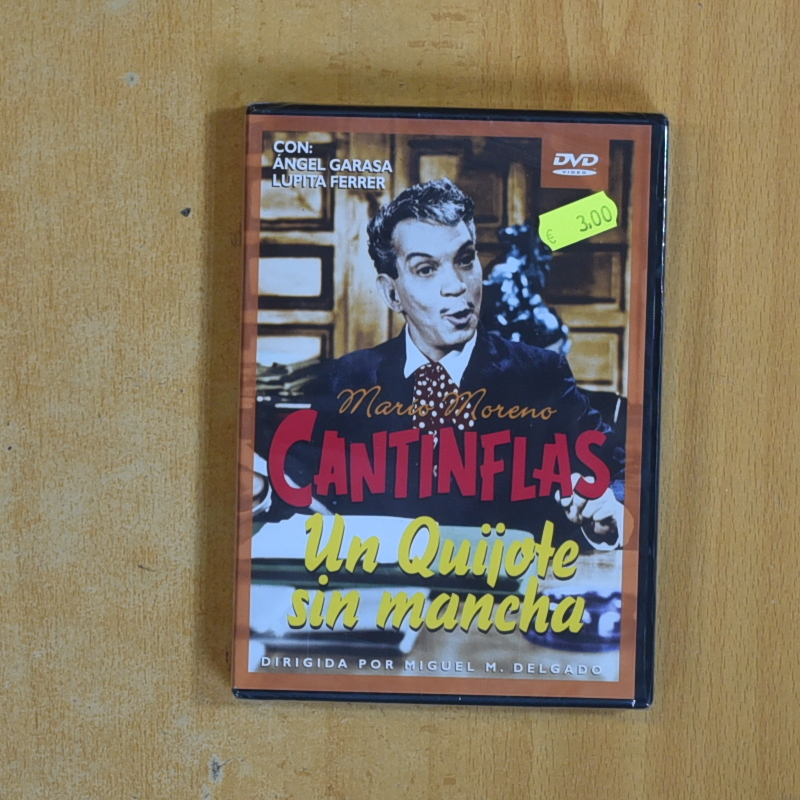 CON:
ÁNGEL GARASA
LUPITA FERRER
DVD
VIDEO
€ 3.00
Mario Moreno
CANTINFLAS
Un Quijote
sin mancha
DIRIGIDA POR MIGUEL M. DELGADO